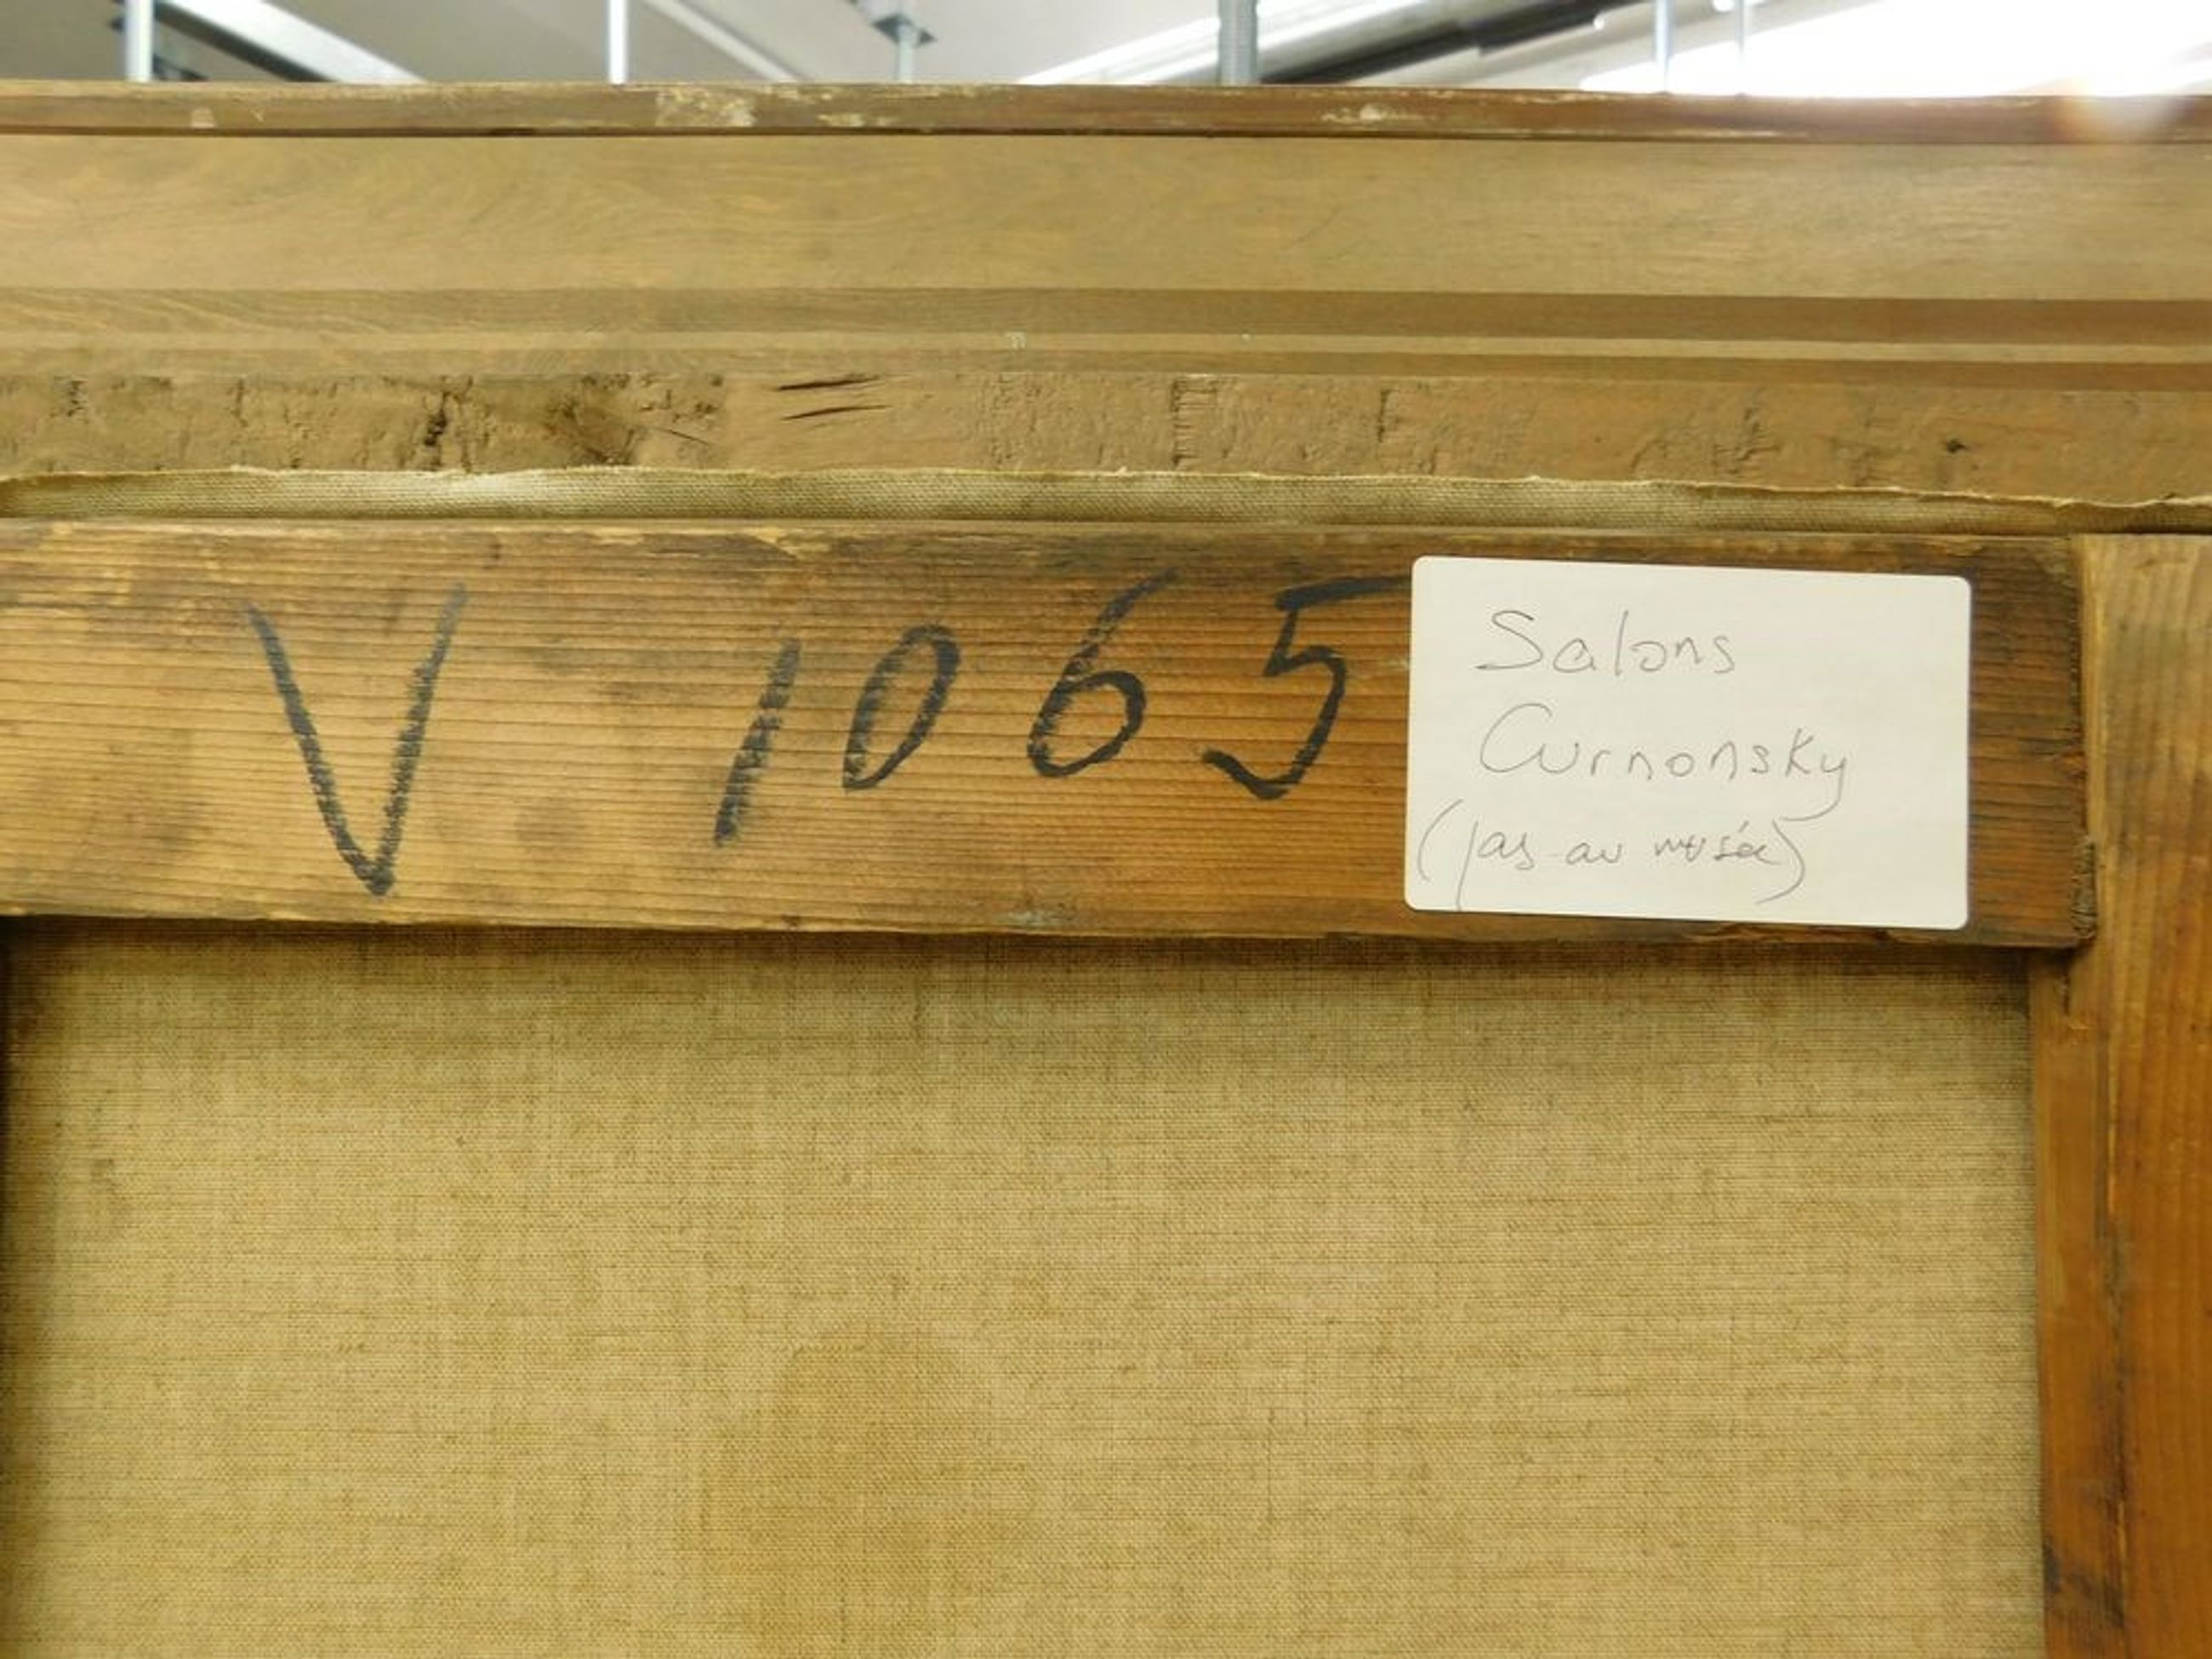 V 1065
Salons
Curnonsky
(pas au musée)